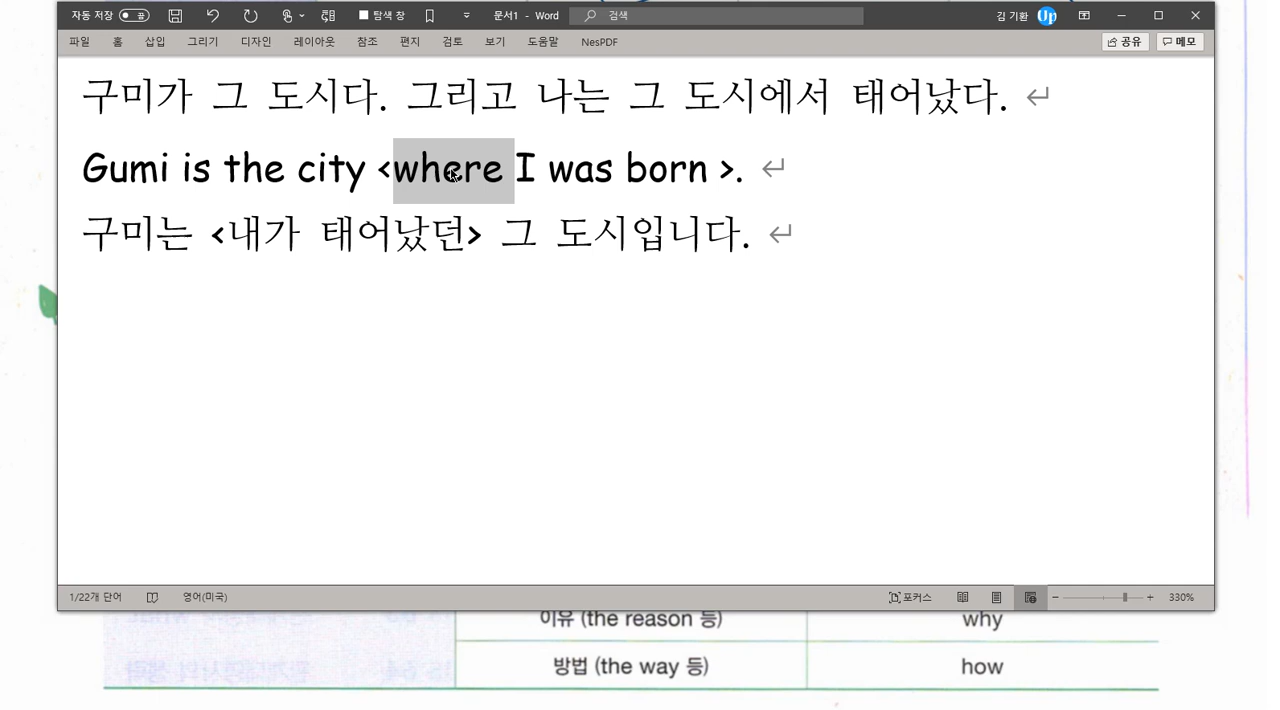 자동 저장 끔 탐색 창 문서1 - Word 검색 김 기환 Up
파일 홈 삽입 그리기 디자인 레이아웃 참조 편지 검토 보기 도움말 NesPDF 공유 메모
구미가 그 도시다. 그리고 나는 그 도시에서 태어났다.
Gumi is the city <where I was born >.
구미는 <내가 태어났던> 그 도시입니다.
1/22개 단어 영어(미국) 포커스 330%
이유 (the reason 등) why
방법 (the way 등) how